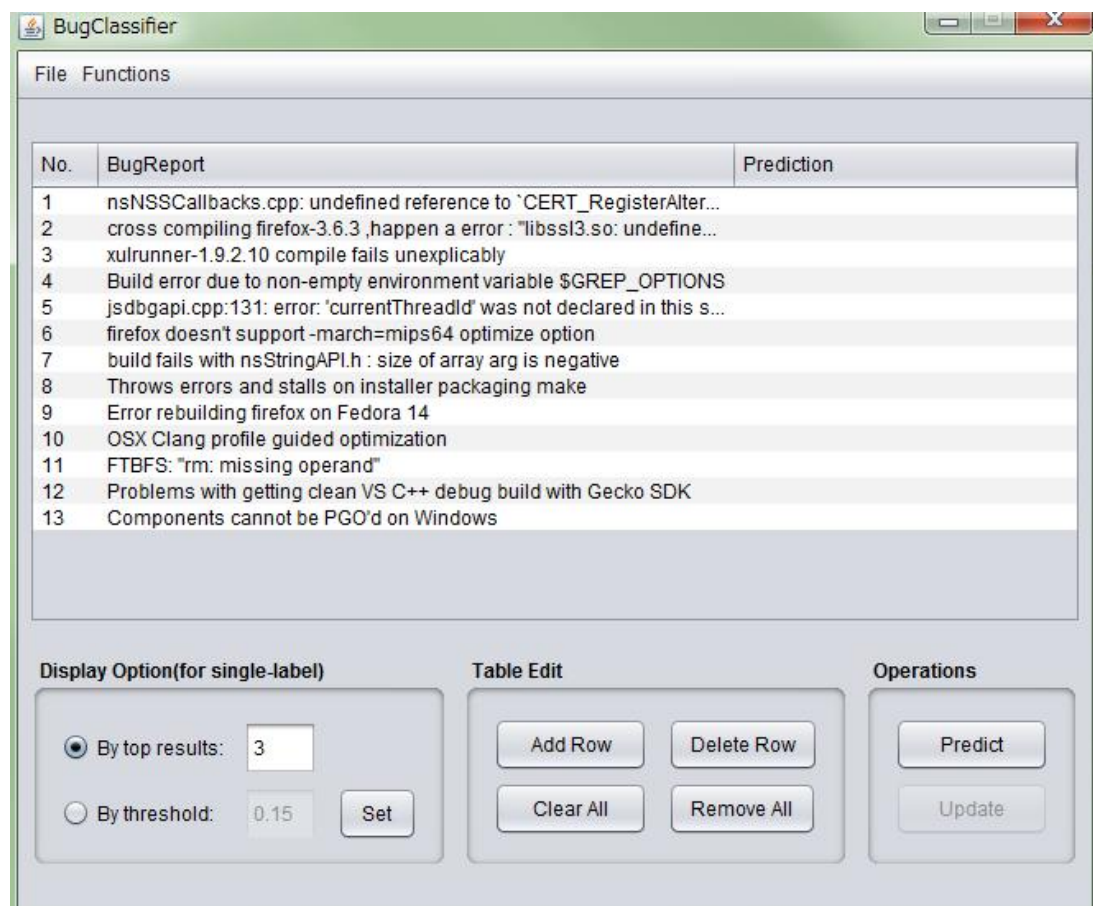 BugClassifier
File Functions
No. BugReport Prediction
1 nsNSSCallbacks.cpp: undefined reference to `CERT_RegisterAlter...
2 cross compiling firefox-3.6.3 ,happen a error : "libssl3.so: undefine...
3 xulrunner-1.9.2.10 compile fails unexplicably
4 Build error due to non-empty environment variable $GREP_OPTIONS
5 jsdbgapi.cpp:131: error: 'currentThreadId' was not declared in this s...
6 firefox doesn't support -march=mips64 optimize option
7 build fails with nsStringAPI.h : size of array arg is negative
8 Throws errors and stalls on installer packaging make
9 Error rebuilding firefox on Fedora 14
10 OSX Clang profile guided optimization
11 FTBFS: "rm: missing operand"
12 Problems with getting clean VS C++ debug build with Gecko SDK
13 Components cannot be PGO'd on Windows
Display Option(for single-label) Table Edit Operations
By top results: 3 Add Row Delete Row Predict
By threshold: 0.15 Set Clear All Remove All Update